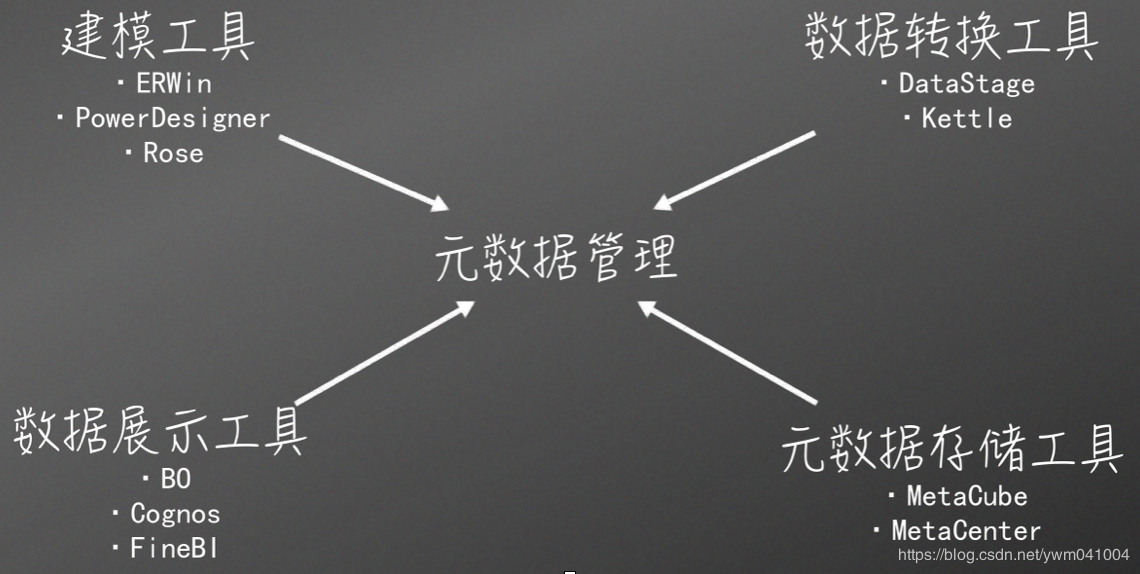 建模工具
·ERWin
·PowerDesigner
·Rose
数据转换工具
·DataStage
·Kettle
元数据管理
数据展示工具
·BO
·Cognos
·FineBI
元数据存储工具
·MetaCube
·MetaCenter
https://blog.csdn.net/ywm041004